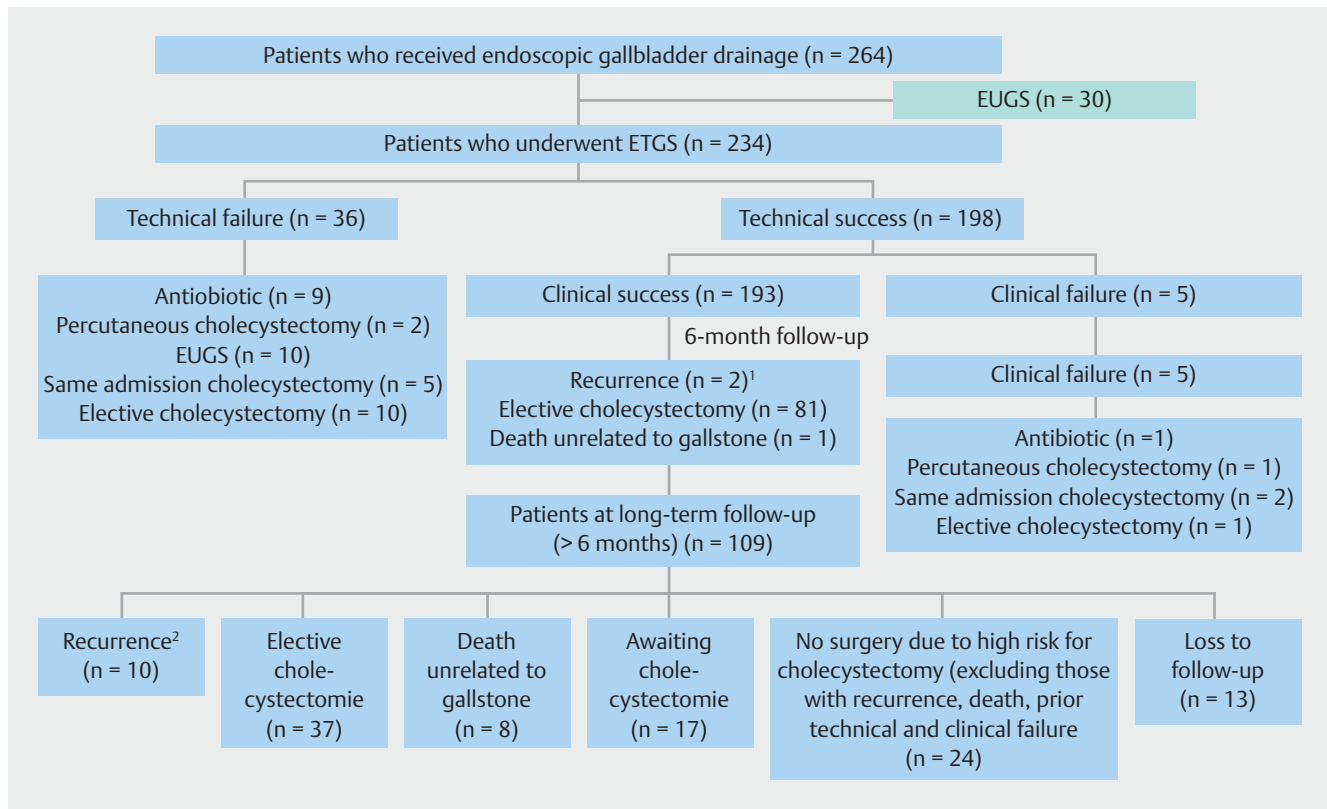 Patients who received endoscopic gallbladder drainage (n = 264)
EUGS (n = 30)
Patients who underwent ETGS (n = 234)
Technical failure (n = 36)
Technical success (n = 198)
Antiobiotic (n = 9)
Percutaneous cholecystectomy (n = 2)
EUGS (n = 10)
Same admission cholecystectomy (n = 5)
Elective cholecystectomy (n = 10)
Clinical success (n = 193)
Clinical failure (n = 5)
6-month follow-up
Recurrence (n = 2)¹
Elective cholecystectomy (n = 81)
Death unrelated to gallstone (n = 1)
Clinical failure (n = 5)
Antibiotic (n =1)
Percutaneous cholecystectomy (n = 1)
Same admission cholecystectomy (n = 2)
Elective cholecystectomy (n = 1)
Patients at long-term follow-up
(> 6 months) (n = 109)
Recurrence²
(n = 10)
Elective
chole-
cystectomie
(n = 37)
Death
unrelated to
gallstone
(n = 8)
Awaiting
chole-
cystectomie
(n = 17)
No surgery due to high risk for
cholecystectomy (excluding those
with recurrence, death, prior
technical and clinical failure
(n = 24)
Loss to
follow-up
(n = 13)